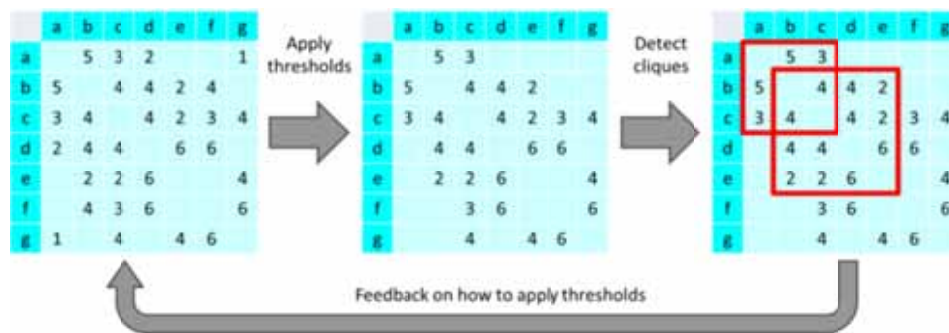 a b c d e f g
a 5 3 2 1
b 5 4 4 2 4
c 3 4 4 2 3 4
d 2 4 4 6 6
e 2 2 6 4
f 4 3 6 6
g 1 4 4 6
Apply
thresholds
a b c d e f g
a 5 3
b 5 4 4 2
c 3 4 4 2 3 4
d 4 4 6 6
e 2 2 6 4
f 3 6 6
g 4 4 6
Detect
cliques
a b c d e f g
a 5 3
b 5 4 4 2
c 3 4 4 2 3 4
d 4 4 6 6
e 2 2 6 4
f 3 6 6
g 4 4 6
Feedback on how to apply thresholds